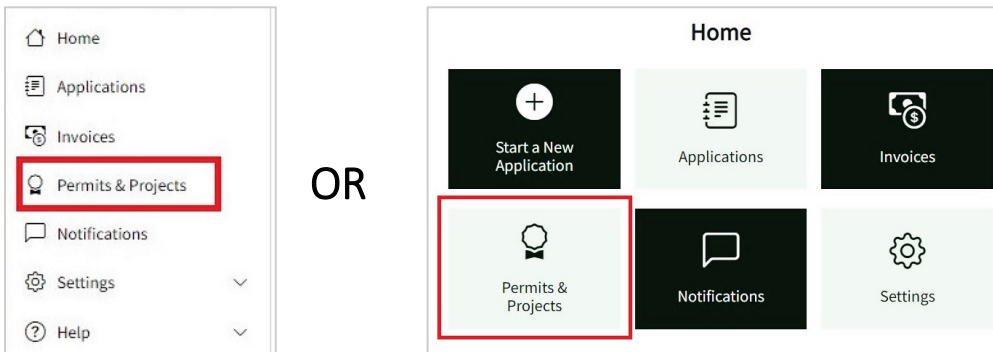 Home
Applications
Invoices
Permits & Projects
Notifications
Settings
Help
OR
Home
Start a New
Application
Applications
Invoices
Permits &
Projects
Notifications
Settings